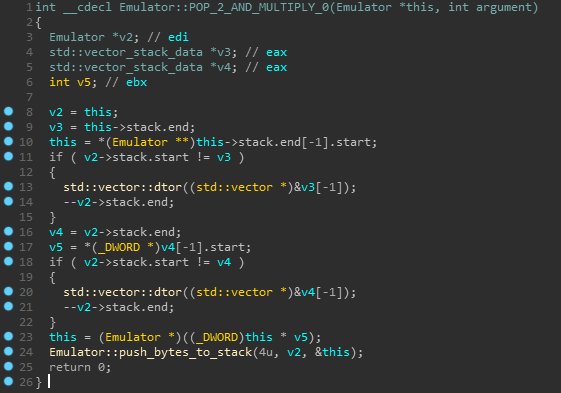 1 int __cdecl Emulator::POP_2_AND_MULTIPLY_0(Emulator *this, int argument)
2 {
3   Emulator *v2; // edi
4   std::vector_stack_data *v3; // eax
5   std::vector_stack_data *v4; // eax
6   int v5; // ebx
7
8   v2 = this;
9   v3 = this->stack.end;
10   this = *(Emulator **)this->stack.end[-1].start;
11   if ( v2->stack.start != v3 )
12   {
13     std::vector::dtor((std::vector *)&v3[-1]);
14     --v2->stack.end;
15   }
16   v4 = v2->stack.end;
17   v5 = *(_DWORD *)v4[-1].start;
18   if ( v2->stack.start != v4 )
19   {
20     std::vector::dtor((std::vector *)&v4[-1]);
21     --v2->stack.end;
22   }
23   this = (Emulator *)((_DWORD)this * v5);
24   Emulator::push_bytes_to_stack(4u, v2, &this);
25   return 0;
26 }